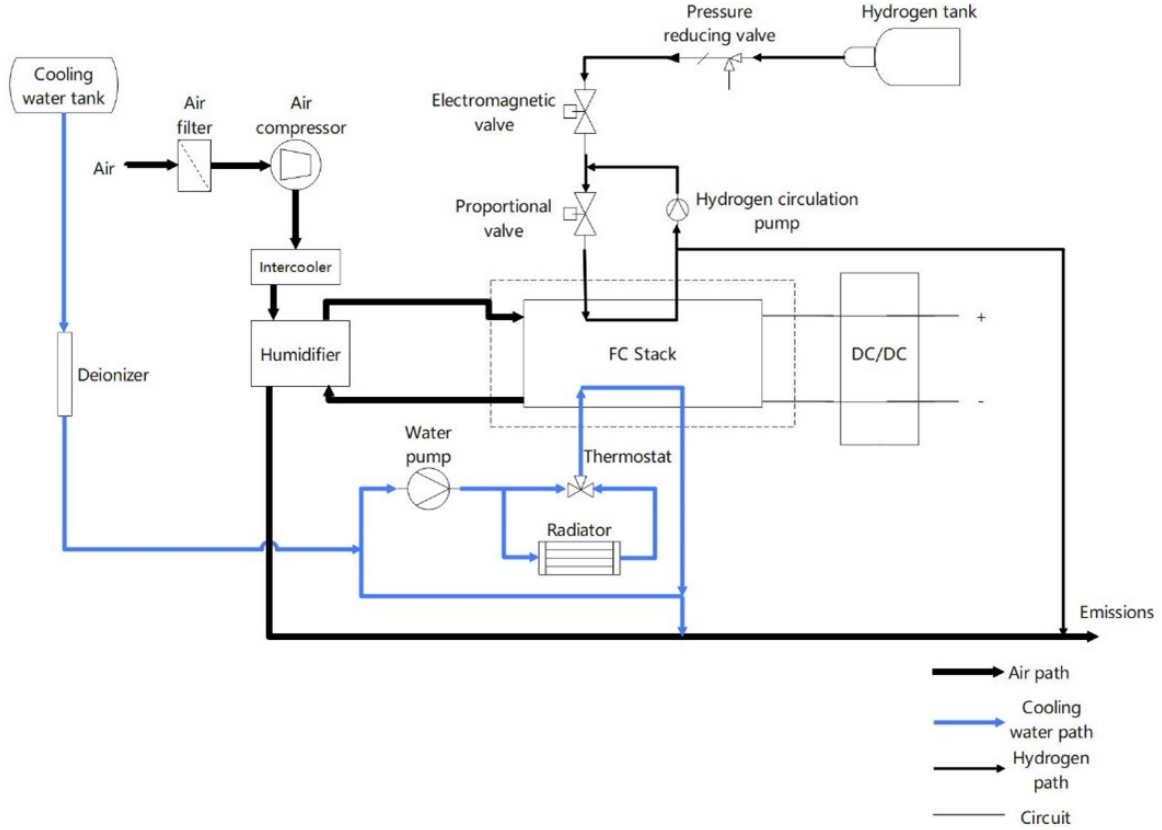 Pressure
reducing valve
Hydrogen tank
Cooling
water tank
Air
filter
Air
compressor
Electromagnetic
valve
Air
Proportional
valve
Hydrogen circulation
pump
Intercooler
Humidifier
FC Stack
+
DC/DC
-
Deionizer
Water
pump
Thermostat
Radiator
Emissions
Air path
Cooling
water path
Hydrogen
path
Circuit